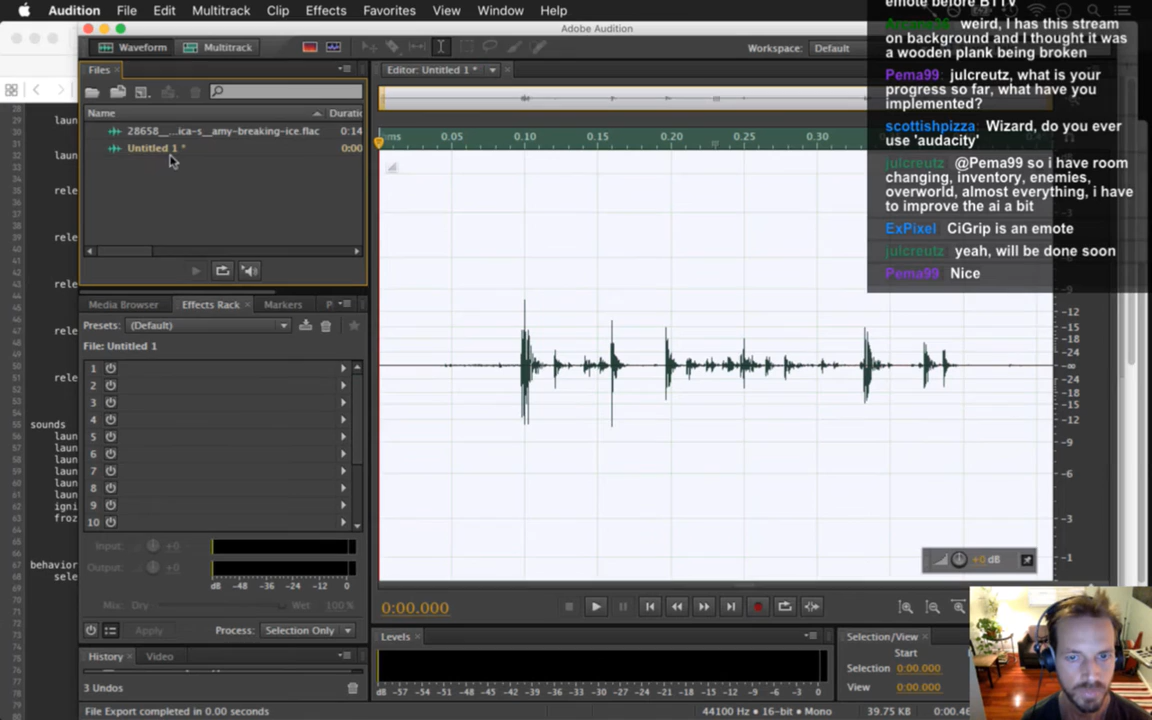 Audition File Edit Multitrack Clip Effects Favorites View Window Help
Adobe Audition
Waveform Multitrack
Workspace: Default
Files
Name Duratio
28658__...ica-s__amy-breaking-ice.flac 0:14
Untitled 1 * 0:00
Media Browser Effects Rack Markers P
Presets: (Default)
File: Untitled 1
1
2
3
4
5
6
7
8
9
10
Input: +0
Output: +0
dB -48 -36 -24 -12 0
Mix: Dry Wet 100 %
Apply Process: Selection Only
History Video
3 Undos
File Export completed in 0.00 seconds
Editor: Untitled 1 *
ms 0.05 0.10 0.15 0.20 0.25 0.30
-12
-15
-18
-24
-∞
-24
-18
-15
-12
-9
-6
-3
-1
+0 dB
0:00.000
Levels
dB -57 -54 -51 -48 -45 -42 -39 -36 -33 -30 -27 -24 -21 -18 -15 -12 -9 -6 -3 0
Selection/View
Start
Selection 0:00.000
View 0:00.000
44100 Hz • 16-bit • Mono 39.75 KB 0:00.46
emote before BTTV
weird, I has this stream
on background and I thought it was
a wooden plank being broken
Pema99 julcreutz, what is your
progress so far, what have you
implemented?
scottishpizza Wizard, do you ever
use 'audacity'
julcreutz @Pema99 so i have room
changing, inventory, enemies,
overworld, almost everything, i have
to improve the ai a bit
ExPixel CiGrip is an emote
julcreutz yeah, will be done soon
Pema99 Nice
laun
laun
rele
rele
rele
rele
rele
sounds
laun
laun
laun
laun
laun
laun
igni
froz
behavior
sele